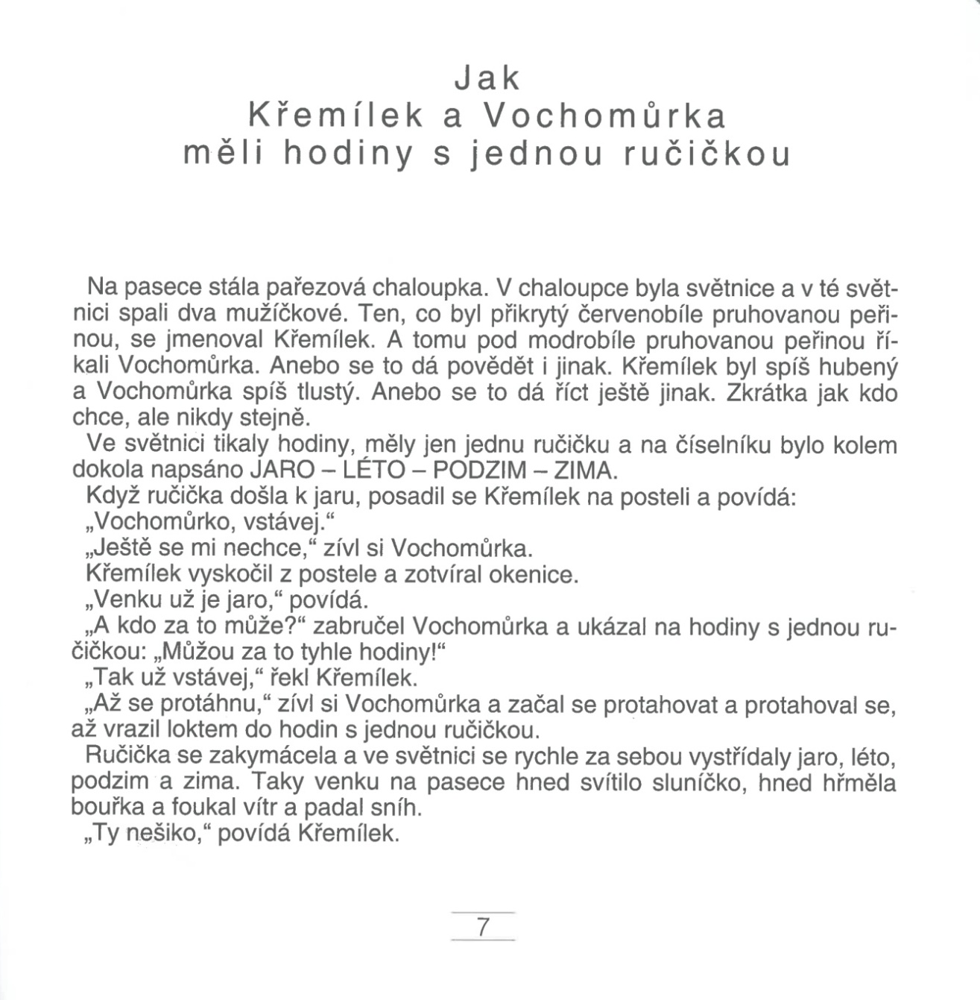 Jak
Křemílek a Vochomůrka
měli hodiny s jednou ručičkou
Na pasece stála pařezová chaloupka. V chaloupce byla světnice a v té svět-
nici spali dva mužíčkové. Ten, co byl přikrytý červenobíle pruhovanou peři-
nou, se jmenoval Křemílek. A tomu pod modrobíle pruhovanou peřinou ří-
kali Vochomůrka. Anebo se to dá povědět i jinak. Křemílek byl spíš hubený
a Vochomůrka spíš tlustý. Anebo se to dá říct ještě jinak. Zkrátka jak kdo
chce, ale nikdy stejně.
Ve světnici tikaly hodiny, měly jen jednu ručičku a na číselníku bylo kolem
dokola napsáno JARO – LÉTO – PODZIM – ZIMA.
Když ručička došla k jaru, posadil se Křemílek na posteli a povídá:
„Vochomůrko, vstávej.“
„Ještě se mi nechce,“ zívl si Vochomůrka.
Křemílek vyskočil z postele a zotvíral okenice.
„Venku už je jaro,“ povídá.
„A kdo za to může?“ zabručel Vochomůrka a ukázal na hodiny s jednou ru-
čičkou: „Můžou za to tyhle hodiny!“
„Tak už vstávej,“ řekl Křemílek.
„Až se protáhnu,“ zívl si Vochomůrka a začal se protahovat a protahoval se,
až vrazil loktem do hodin s jednou ručičkou.
Ručička se zakymácela a ve světnici se rychle za sebou vystřídaly jaro, léto,
podzim a zima. Taky venku na pasece hned svítilo sluníčko, hned hřměla
bouřka a foukal vítr a padal sníh.
„Ty nešiko,“ povídá Křemílek.
7